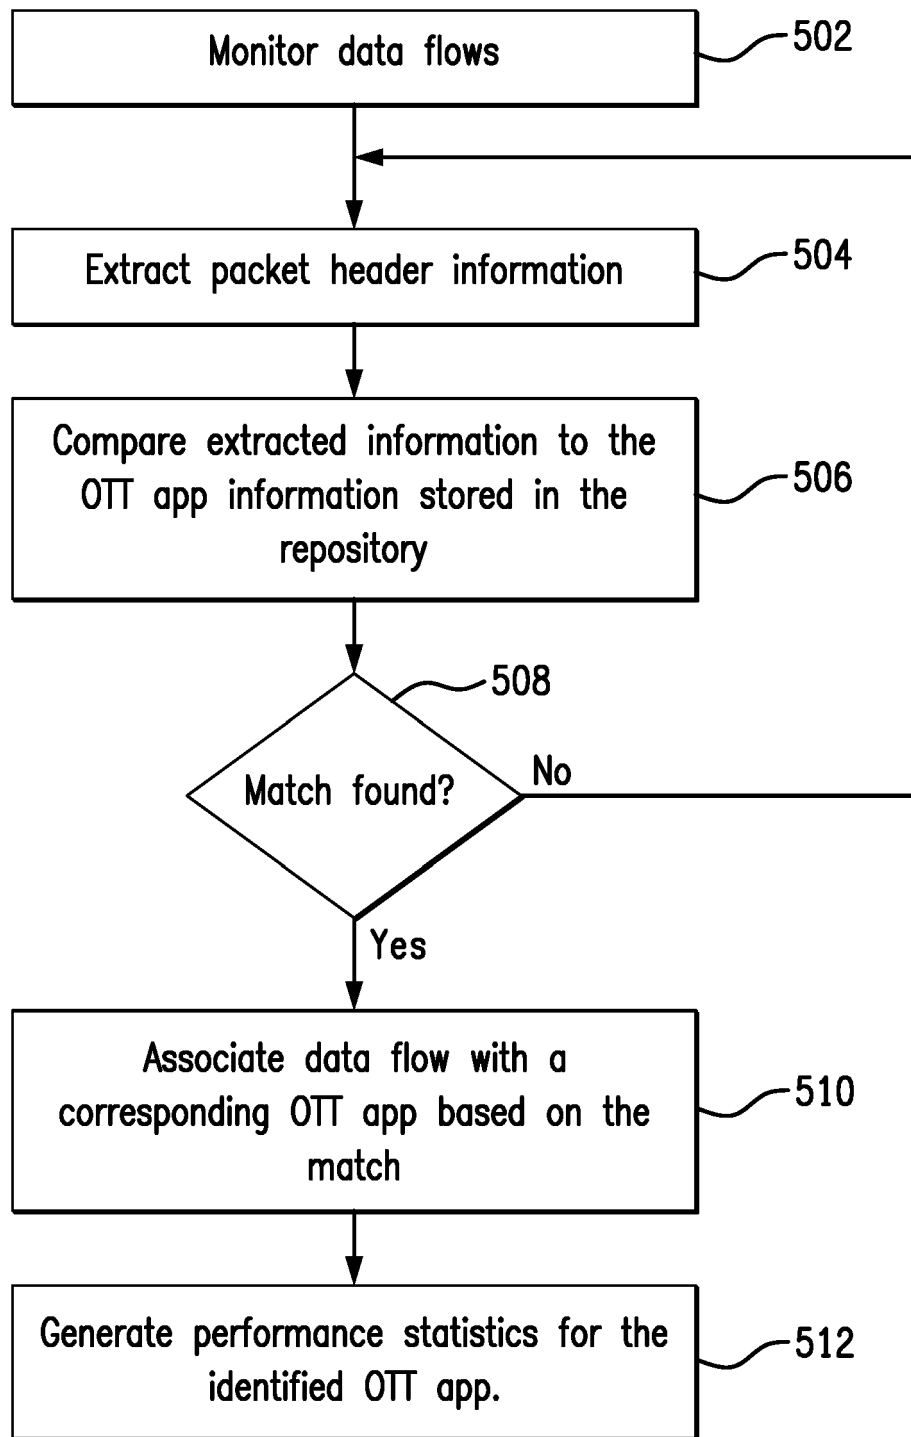 Monitor data flows
502
Extract packet header information
504
Compare extracted information to the
OTT app information stored in the
repository
506
508
Match found?
No
Yes
Associate data flow with a
corresponding OTT app based on the
match
510
Generate performance statistics for the
identified OTT app.
512